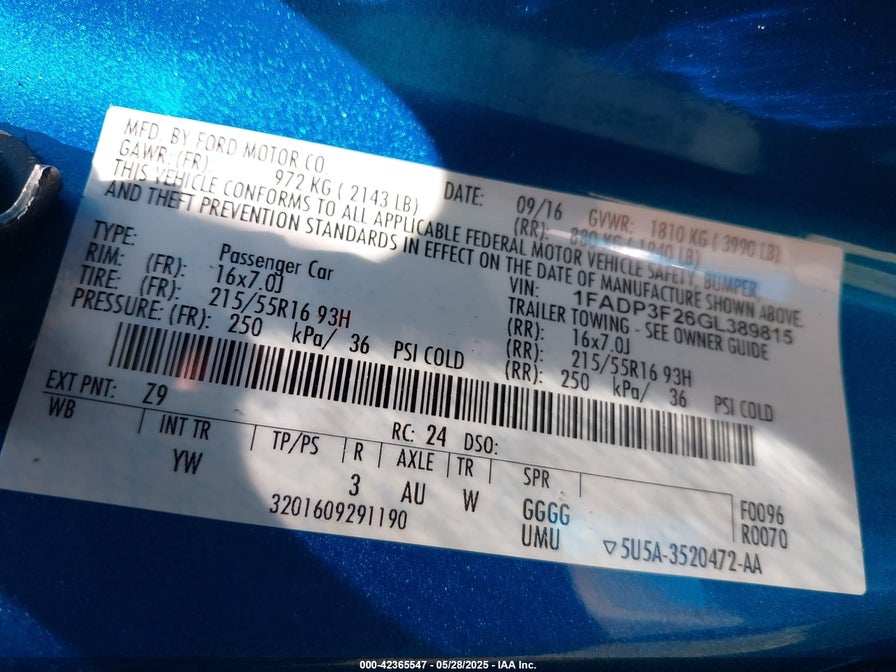 MFD. BY FORD MOTOR CO. DATE: 09/16 GVWR: 1810 KG ( 3990 LB)
GAWR: (FR): 972 KG ( 2143 LB) (RR): 880 KG ( 1940 LB)
THIS VEHICLE CONFORMS TO ALL APPLICABLE FEDERAL MOTOR VEHICLE SAFETY, BUMPER,
AND THEFT PREVENTION STANDARDS IN EFFECT ON THE DATE OF MANUFACTURE SHOWN ABOVE.
VIN: 1FADP3F26GL389815
TYPE: Passenger Car TRAILER TOWING - SEE OWNER GUIDE
RIM: (FR): 16x7.0J (RR): 16x7.0J
TIRE: (FR): 215/55R16 93H (RR): 215/55R16 93H
PRESSURE: (FR): 250 kPa/ 36 PSI COLD (RR): 250 kPa/ 36 PSI COLD
EXT PNT: Z9 RC: 24 DSO:
WB INT TR TP/PS R AXLE TR SPR F0096
YW 3 AU W GGGG R0070
3201609291190 UMU ▽5U5A-3520472-AA
000-42365547 - 05/28/2025 - IAA Inc.